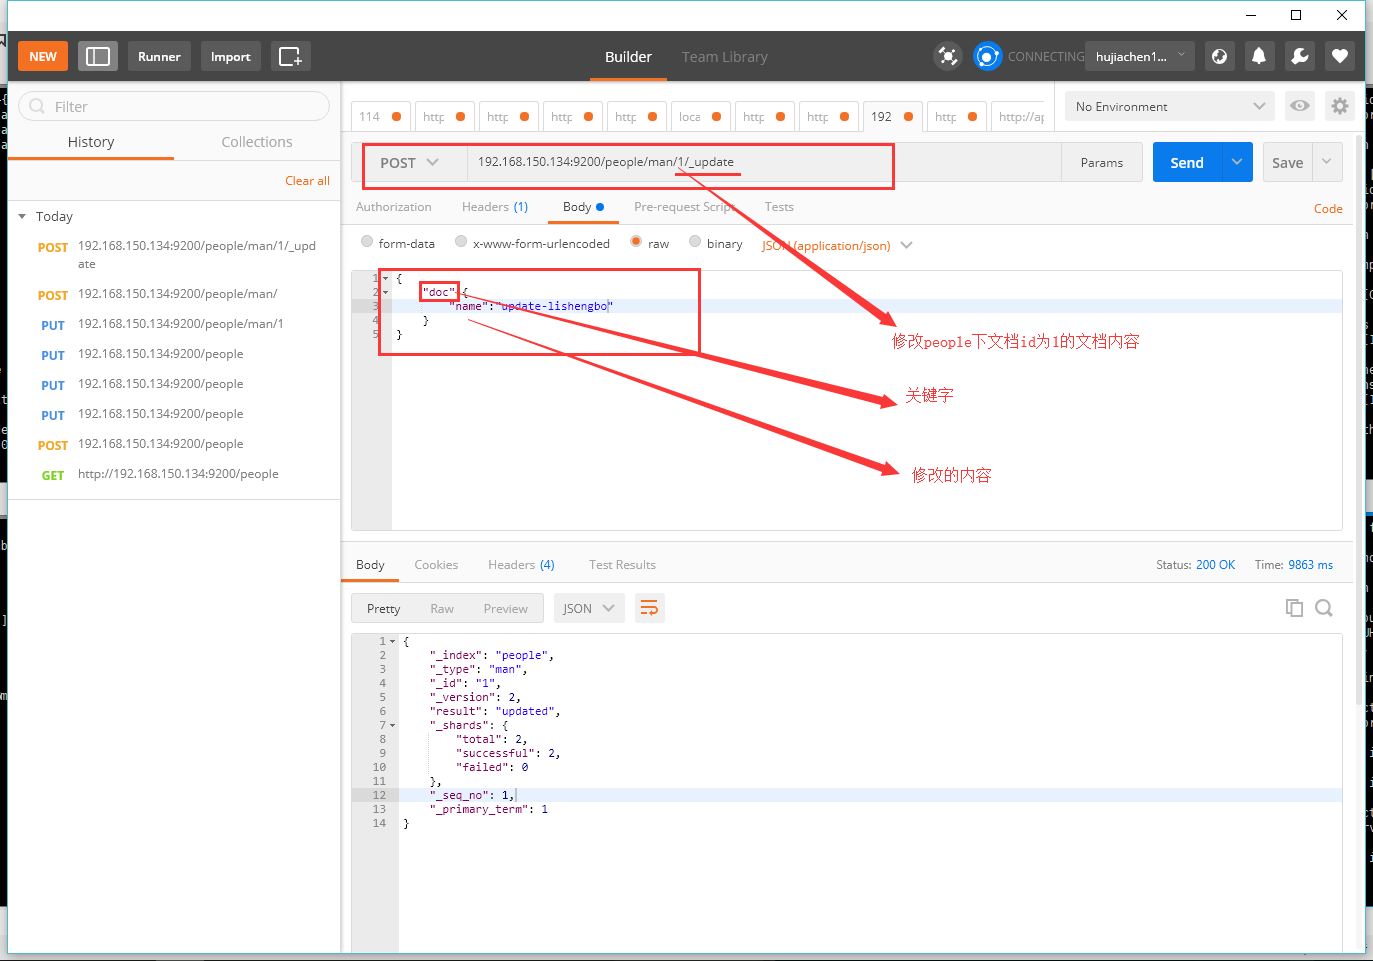 NEW
Runner
Import
Builder
Team Library
CONNECTING
hujiachen1...
Filter
History
Collections
Clear all
Today
POST 192.168.150.134:9200/people/man/1/_upd
ate
POST 192.168.150.134:9200/people/man/
PUT 192.168.150.134:9200/people/man/1
PUT 192.168.150.134:9200/people
PUT 192.168.150.134:9200/people
PUT 192.168.150.134:9200/people
POST 192.168.150.134:9200/people
GET http://192.168.150.134:9200/people
114
http
http
http
http
loca
http
http
192
http
http://ap
No Environment
POST 192.168.150.134:9200/people/man/1/_update
Params
Send
Save
Authorization
Headers (1)
Body
Pre-request Script
Tests
Code
form-data
x-www-form-urlencoded
raw
binary
JSON (application/json)
1 {
2 "doc":{
3 "name":"update-lishengbo"
4 }
5 }
修改people下文档id为1的文档内容
关键字
修改的内容
Body
Cookies
Headers (4)
Test Results
Status: 200 OK
Time: 9863 ms
Pretty
Raw
Preview
JSON
1 {
2 "_index": "people",
3 "_type": "man",
4 "_id": "1",
5 "_version": 2,
6 "result": "updated",
7 "_shards": {
8 "total": 2,
9 "successful": 2,
10 "failed": 0
11 },
12 "_seq_no": 1,
13 "_primary_term": 1
14 }